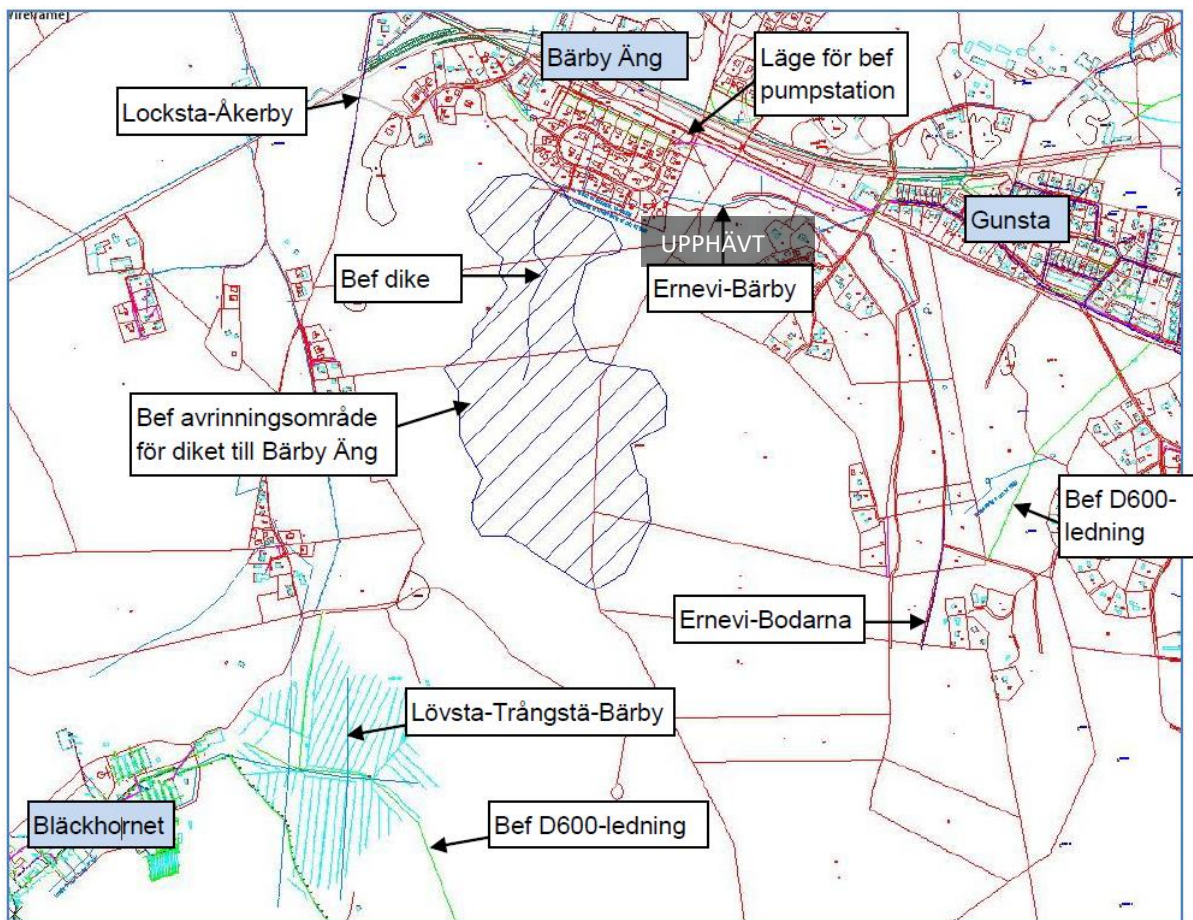 Wireframe]
Bärby Äng
Läge för bef
pumpstation
Locksta-Åkerby
Gunsta
UPPHÄVT
Bef dike
Ernevi-Bärby
Bef avrinningsområde
för diket till Bärby Äng
Bef D600-
ledning
Ernevi-Bodarna
Lövsta-Trångstä-Bärby
Bläckhornet
Bef D600-ledning